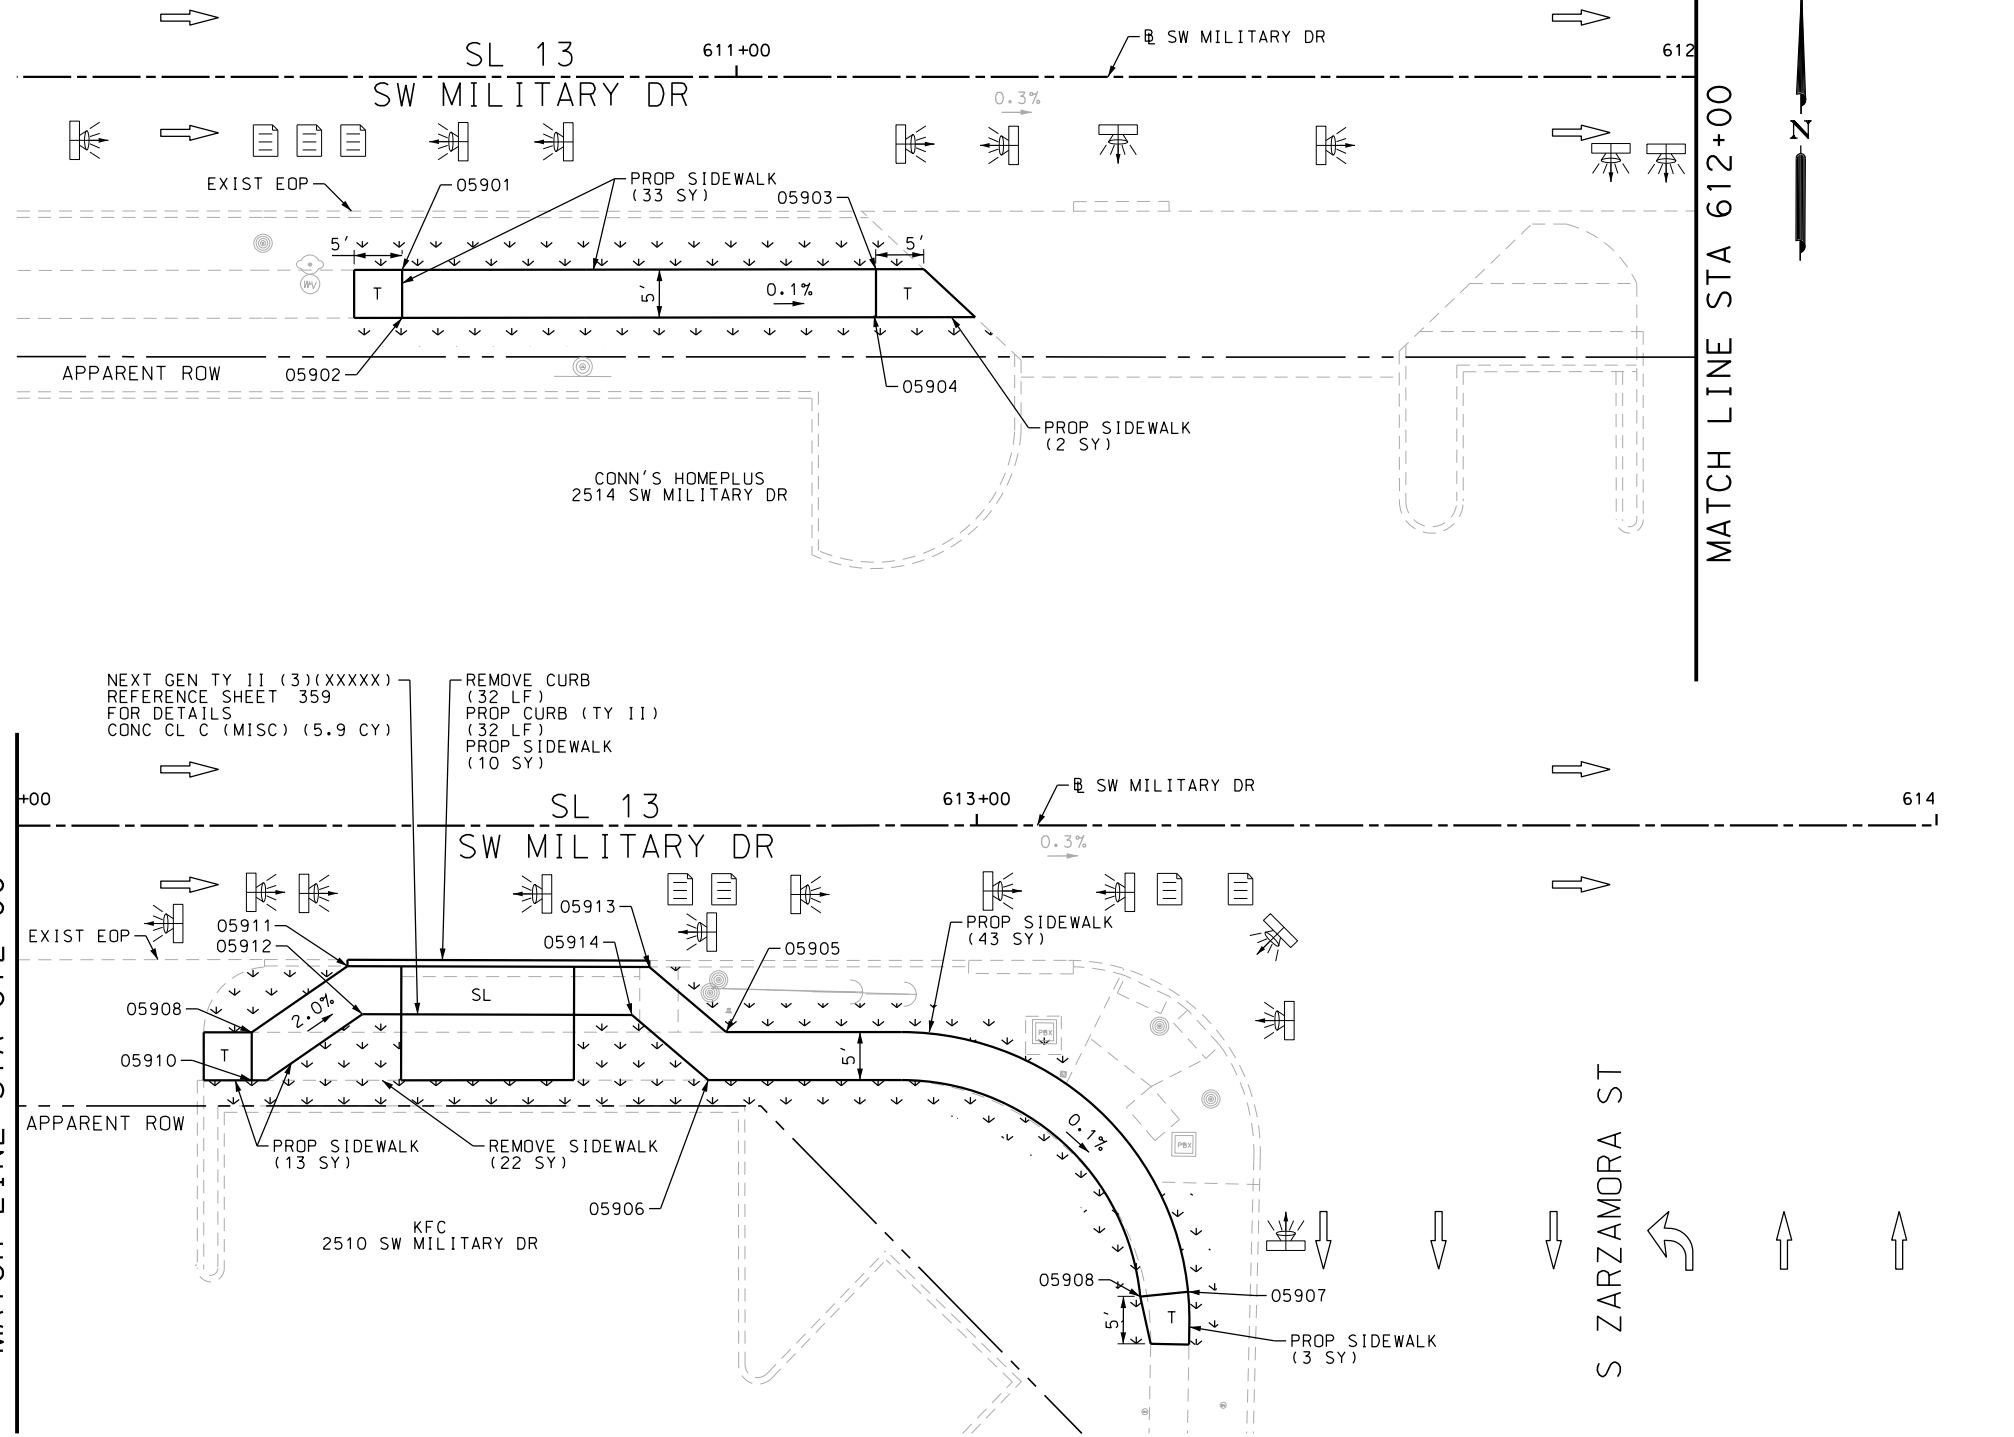 SL 13
611+00
℄ SW MILITARY DR
612
SW MILITARY DR
0.3%
N
EXIST EOP
05901
PROP SIDEWALK
(33 SY)
05903
5'
5'
WV
T
5'
0.1%
T
APPARENT ROW
05902
05904
PROP SIDEWALK
(2 SY)
CONN'S HOMEPLUS
2514 SW MILITARY DR
MATCH LINE STA 612+00
NEXT GEN TY II (3)(XXXXX)
REFERENCE SHEET 359
FOR DETAILS
CONC CL C (MISC) (5.9 CY)
REMOVE CURB
(32 LF)
PROP CURB (TY II)
(32 LF)
PROP SIDEWALK
(10 SY)
+00
SL 13
613+00
℄ SW MILITARY DR
614
SW MILITARY DR
0.3%
EXIST EOP
05911
05912
05913
05914
05905
PROP SIDEWALK
(43 SY)
05908
2.0%
SL
05910
T
5'
PBX
PBX
0.1%
APPARENT ROW
PROP SIDEWALK
(13 SY)
REMOVE SIDEWALK
(22 SY)
05906
KFC
2510 SW MILITARY DR
05908
05907
5'
T
PROP SIDEWALK
(3 SY)
S ZARZAMORA ST